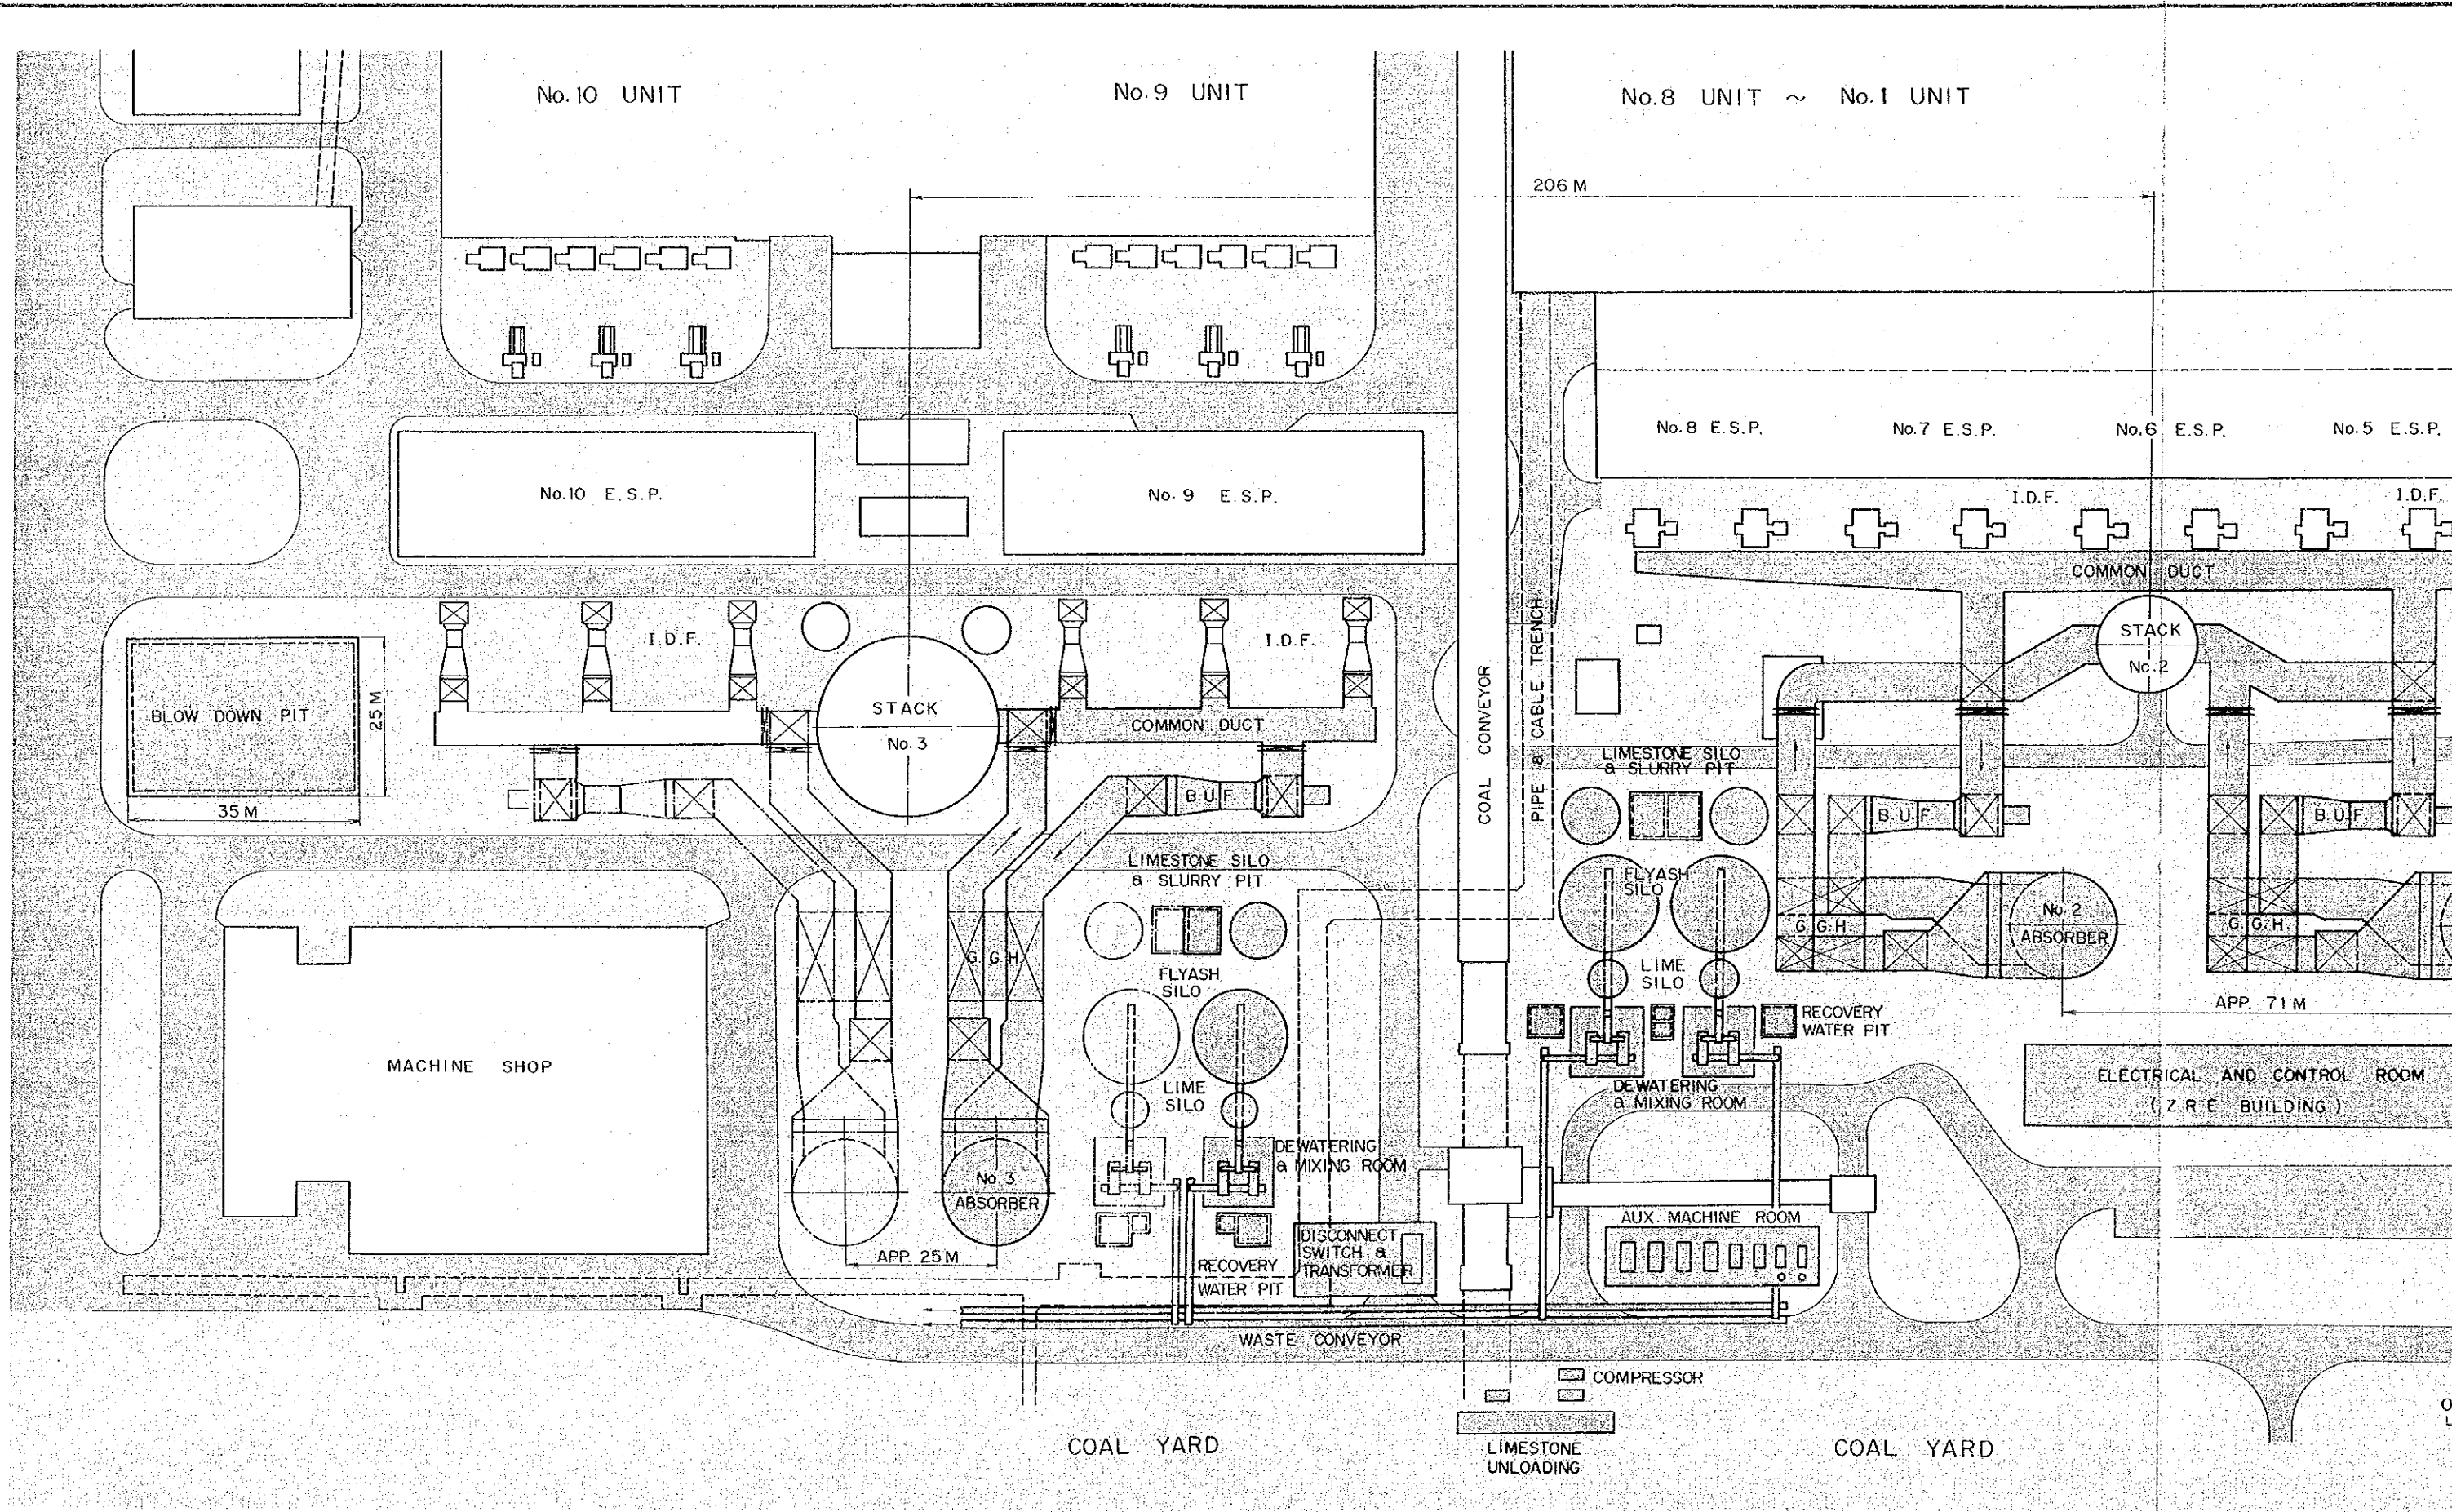 No.10 UNIT
No.9 UNIT
No.8 UNIT ~ No.1 UNIT
206 M
No.8 E.S.P.
No.7 E.S.P.
No.6 E.S.P.
No.5 E.S.P.
No.10 E.S.P.
No.9 E.S.P.
I.D.F.
I.D.F.
COMMON DUCT
I.D.F.
I.D.F.
STACK
No.2
STACK
No.3
BLOW DOWN PIT
25 M
35 M
COMMON DUCT
COAL CONVEYOR
PIPE & CABLE TRENCH
LIMESTONE SILO
& SLURRY PIT
B.U.F.
B.U.F.
B.U.F.
LIMESTONE SILO
& SLURRY PIT
FLYASH
SILO
No.2
ABSORBER
G.G.H.
G.G.H.
G.G.H.
FLYASH
SILO
LIME
SILO
APP. 71 M
RECOVERY
WATER PIT
MACHINE SHOP
LIME
SILO
DEWATERING
& MIXING ROOM
ELECTRICAL AND CONTROL ROOM
(Z.R.E BUILDING)
DEWATERING
& MIXING ROOM
No.3
ABSORBER
APP. 25 M
AUX. MACHINE ROOM
DISCONNECT
SWITCH &
TRANSFORMER
RECOVERY
WATER PIT
WASTE CONVEYOR
COMPRESSOR
COAL YARD
LIMESTONE
UNLOADING
COAL YARD